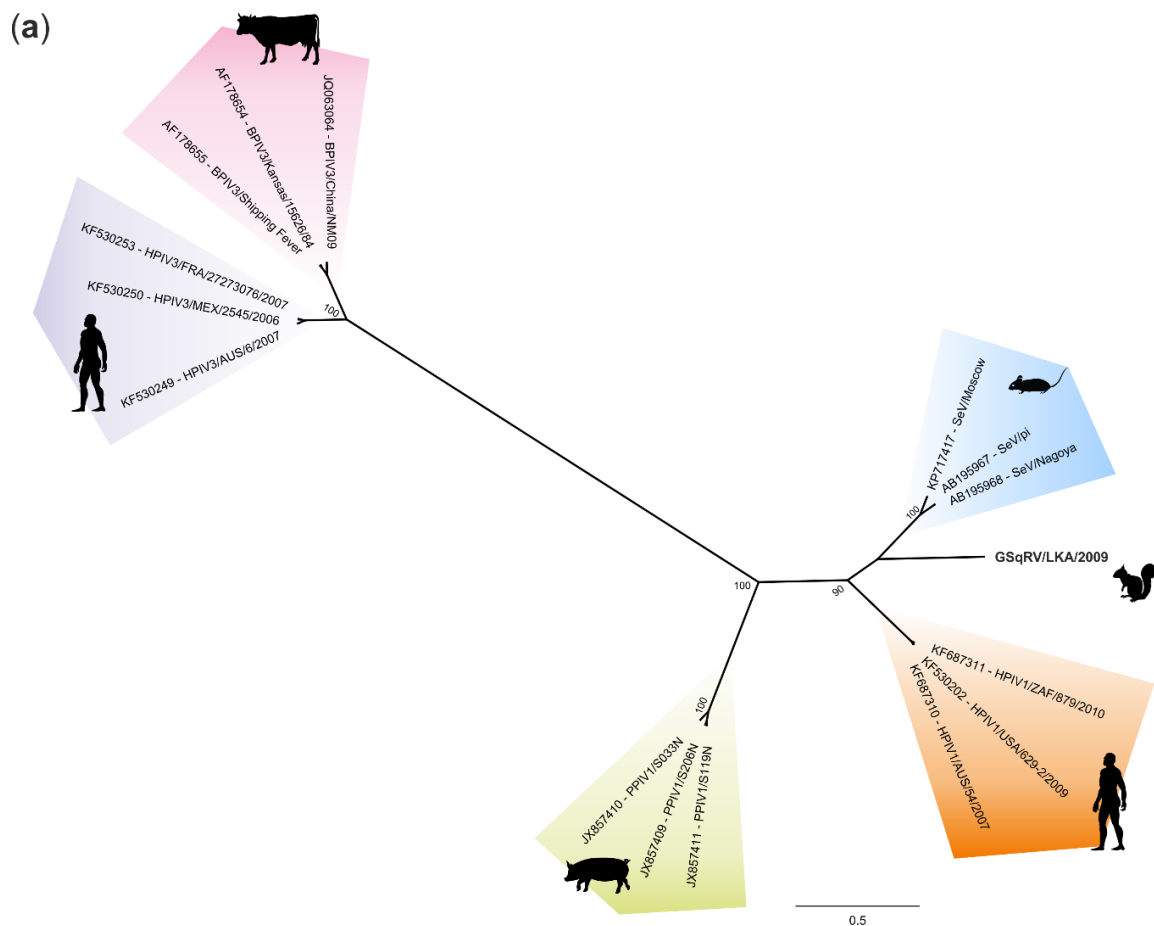 (a)
AF178655 - BPIV3/Shipping Fever
AF178654 - BPIV3/Kansas/15626/84
JQ063064 - BPIV3/China/NM09
KF530253 - HPIV3/FRA/27273076/2007
KF530250 - HPIV3/MEX/2545/2006
KF530249 - HPIV3/AUS/6/2007
100
KP717417 - SeV/Moscow
AB195967 - SeV/pi
AB195968 - SeV/Nagoya
100
GSqRV/LKA/2009
100
90
KF687311 - HPIV1/ZAF/879/2010
KF530202 - HPIV1/USA/629-2/2009
KF687310 - HPIV1/AUS/54/2007
100
JX857410 - PPIV1/S033N
JX857409 - PPIV1/S206N
JX857411 - PPIV1/S119N
0.5